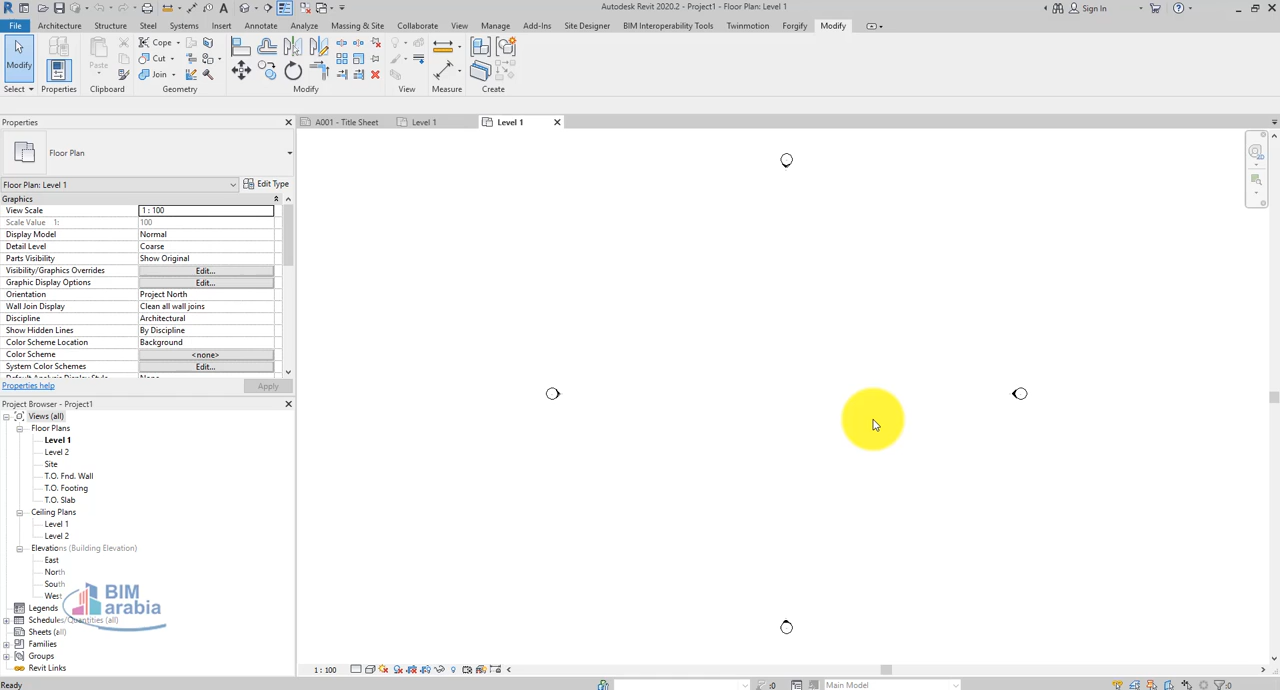 Autodesk Revit 2020.2 - Project1 - Floor Plan: Level 1
Sign In
File Architecture Structure Steel Systems Insert Annotate Analyze Massing & Site Collaborate View Manage Add-Ins Site Designer BIM Interoperability Tools Twinmotion Forgify Modify
Modify Paste Cope Cut Join
Select Properties Clipboard Geometry Modify View Measure Create
Properties
A001 - Title Sheet Level 1 Level 1
Floor Plan
Floor Plan: Level 1 Edit Type
Graphics
View Scale 1 : 100
Scale Value 1: 100
Display Model Normal
Detail Level Coarse
Parts Visibility Show Original
Visibility/Graphics Overrides Edit...
Graphic Display Options Edit...
Orientation Project North
Wall Join Display Clean all wall joins
Discipline Architectural
Show Hidden Lines By Discipline
Color Scheme Location Background
Color Scheme <none>
System Color Schemes Edit...
Properties help Apply
Project Browser - Project1
Views (all)
Floor Plans
Level 1
Level 2
Site
T.O. Fnd. Wall
T.O. Footing
T.O. Slab
Ceiling Plans
Level 1
Level 2
Elevations (Building Elevation)
East
North
South
West
BIM
arabia
Legends
Schedules/Quantities (all)
Sheets (all)
Families
Groups
Revit Links
1 : 100
Ready
:0
Main Model
:0